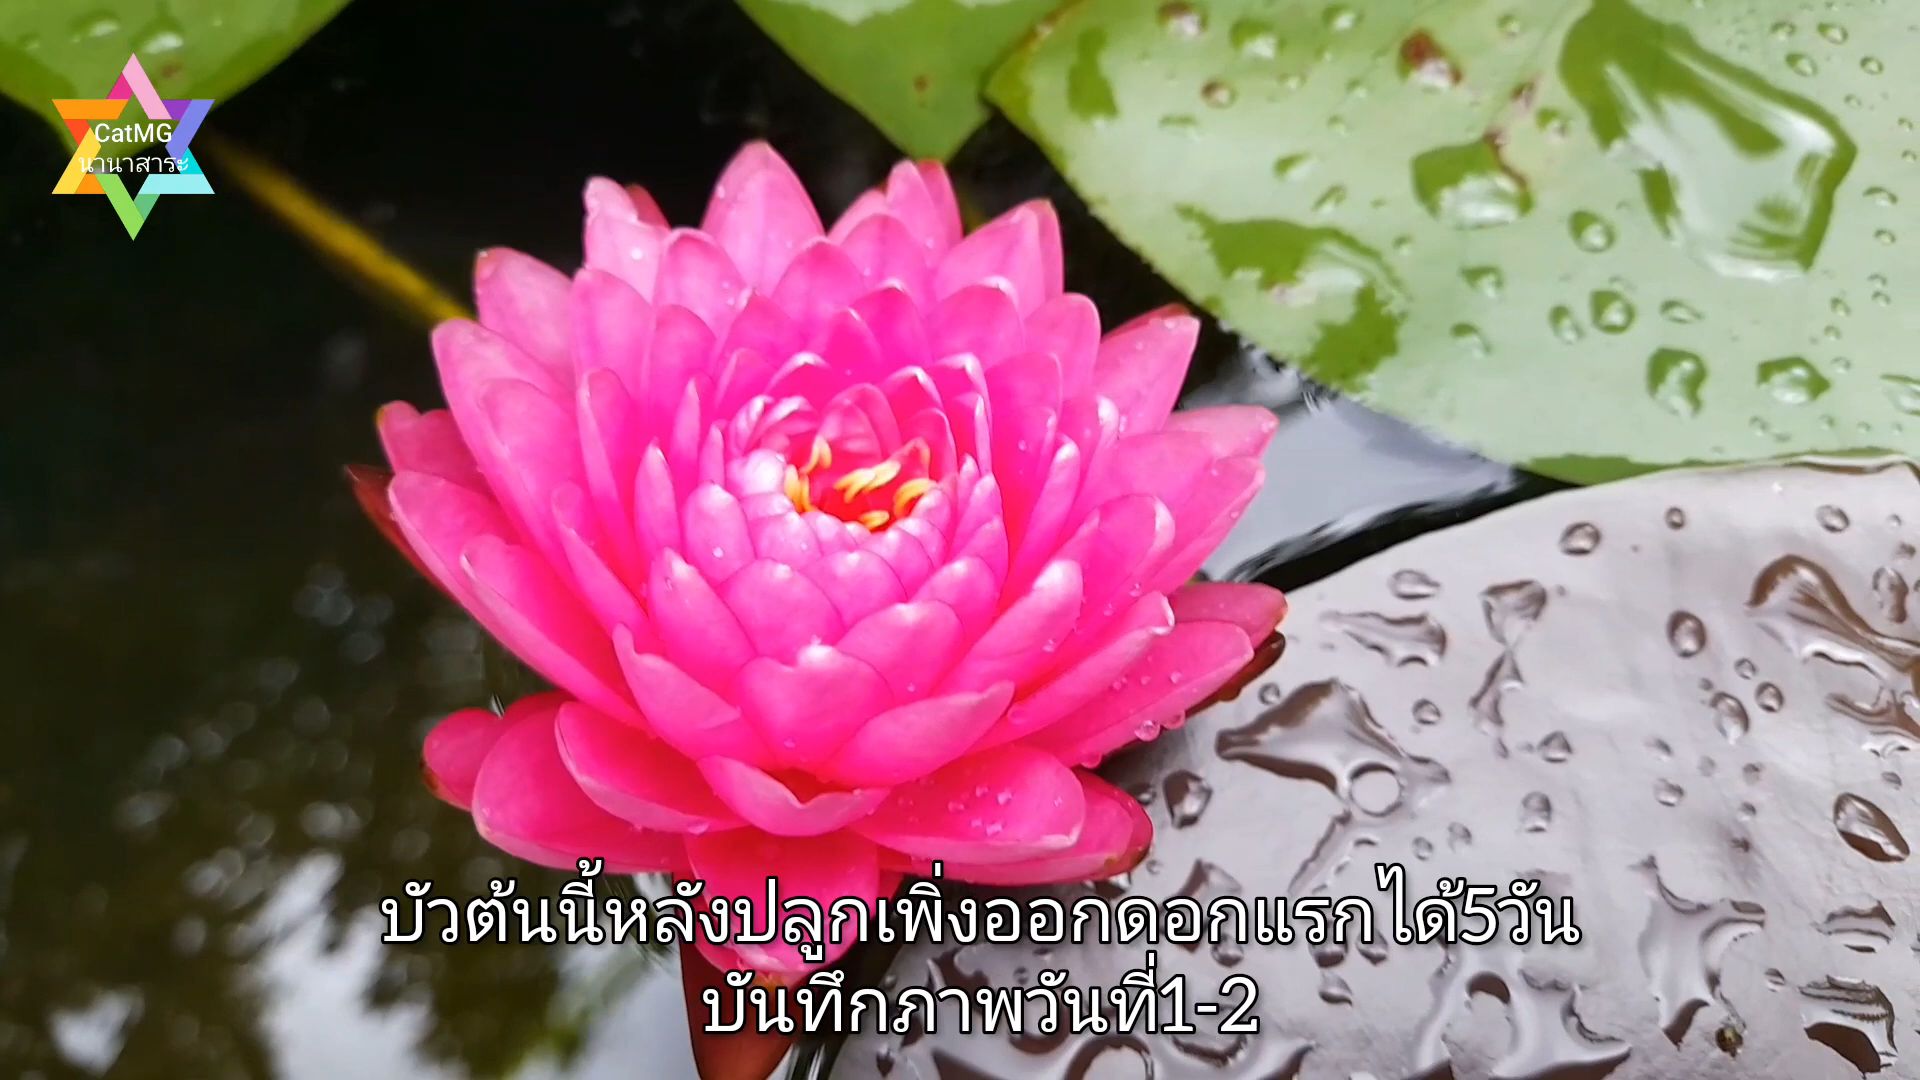 CatMG
นานาสาระ
บัวต้นนี้หลังปลูกเพิ่งออกดอกแรกได้5วัน
บันทึกภาพวันที่1-2